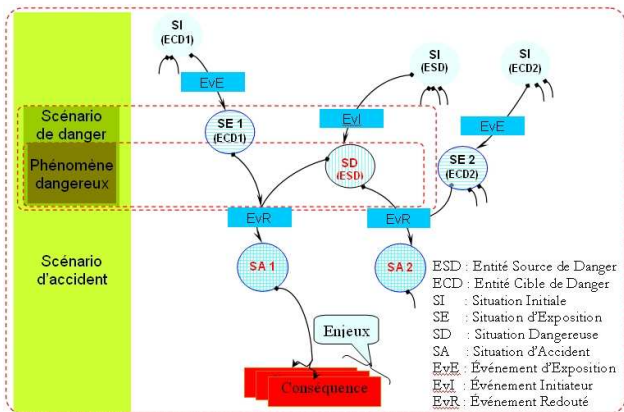 SI
(ECD1)
SI
(ESD)
SI
(ECD2)
EvE
Scénario
de danger
SE 1
(ECD1)
EvI
EvE
Phénomène
dangereux
SD
(ESD)
SE 2
(ECD2)
EvR
EvR
Scénario
d'accident
SA 1
SA 2
ESD : Entité Source de Danger
ECD : Entité Cible de Danger
SI : Situation Initiale
SE : Situation d'Exposition
SD : Situation Dangereuse
SA : Situation d'Accident
EvE : Événement d'Exposition
EvI : Événement Initiateur
EvR : Événement Redouté
Enjeux
Conséquence